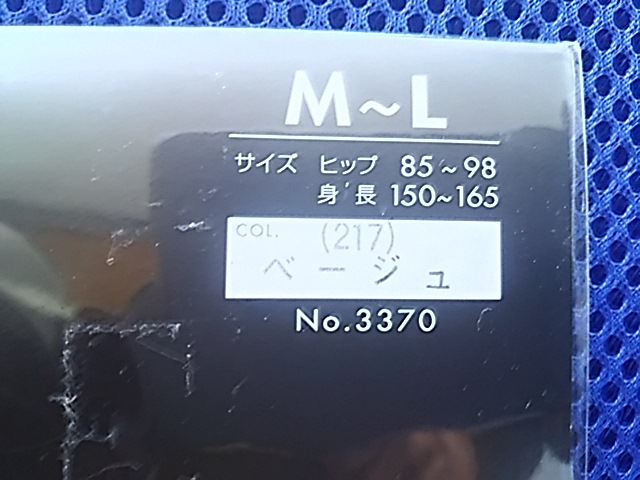 M~L
サイズ ヒップ 85~98
身長 150~165
COL. (217)
ベージュ
No.3370